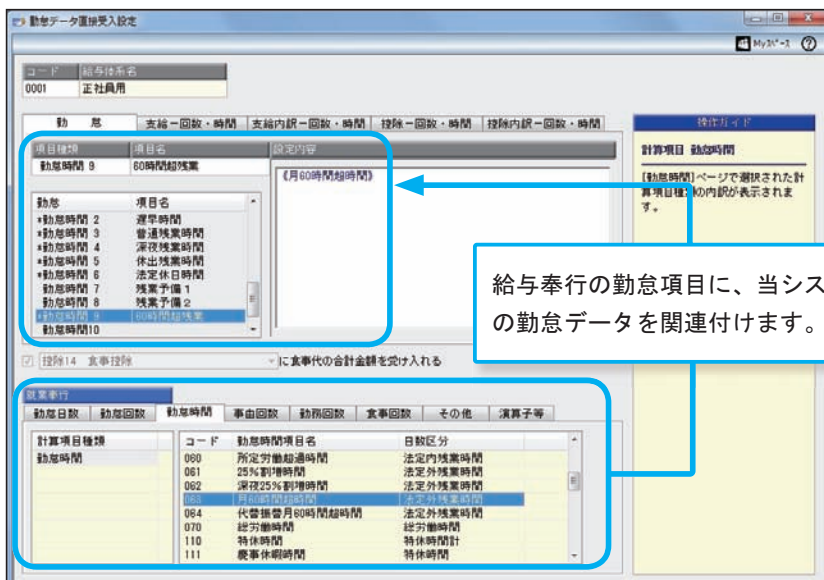 勤怠データ直接受入設定
Myスペース
コード 給与体系名
0001 正社員用
勤 怠 支給－回数・時間 支給内訳－回数・時間 控除－回数・時間 控除内訳－回数・時間
操作ガイド
項目種類 項目名 設定内容
勤怠時間 9 60時間超残業
《月60時間超時間》
計算項目 勤怠時間
[勤怠時間]ページで選択された計
算項目種類の内訳が表示されま
す。
勤怠 項目名
*勤怠時間 2 遅早時間
*勤怠時間 3 普通残業時間
*勤怠時間 4 深夜残業時間
*勤怠時間 5 休出残業時間
*勤怠時間 6 法定休日時間
勤怠時間 7 残業予備1
勤怠時間 8 残業予備2
*勤怠時間 9 60時間超残業
勤怠時間10
給与奉行の勤怠項目に、当シス
の勤怠データを関連付けます。
控除14 食事控除 に食事代の合計金額を受け入れる
就業奉行
勤怠日数 勤怠回数 勤怠時間 事由回数 勤務回数 食事回数 その他 演算子等
計算項目種類
勤怠時間
コード 勤怠時間項目名 日数区分
060 所定労働超過時間 法定内残業時間
061 25%割増時間 法定外残業時間
062 深夜25%割増時間 法定外残業時間
063 月60時間超時間 法定外残業時間
064 代替振替月60時間超時間 法定外残業時間
070 総労働時間 総労働時間
110 特休時間 特休時間計
111 慶事休暇時間 特休時間